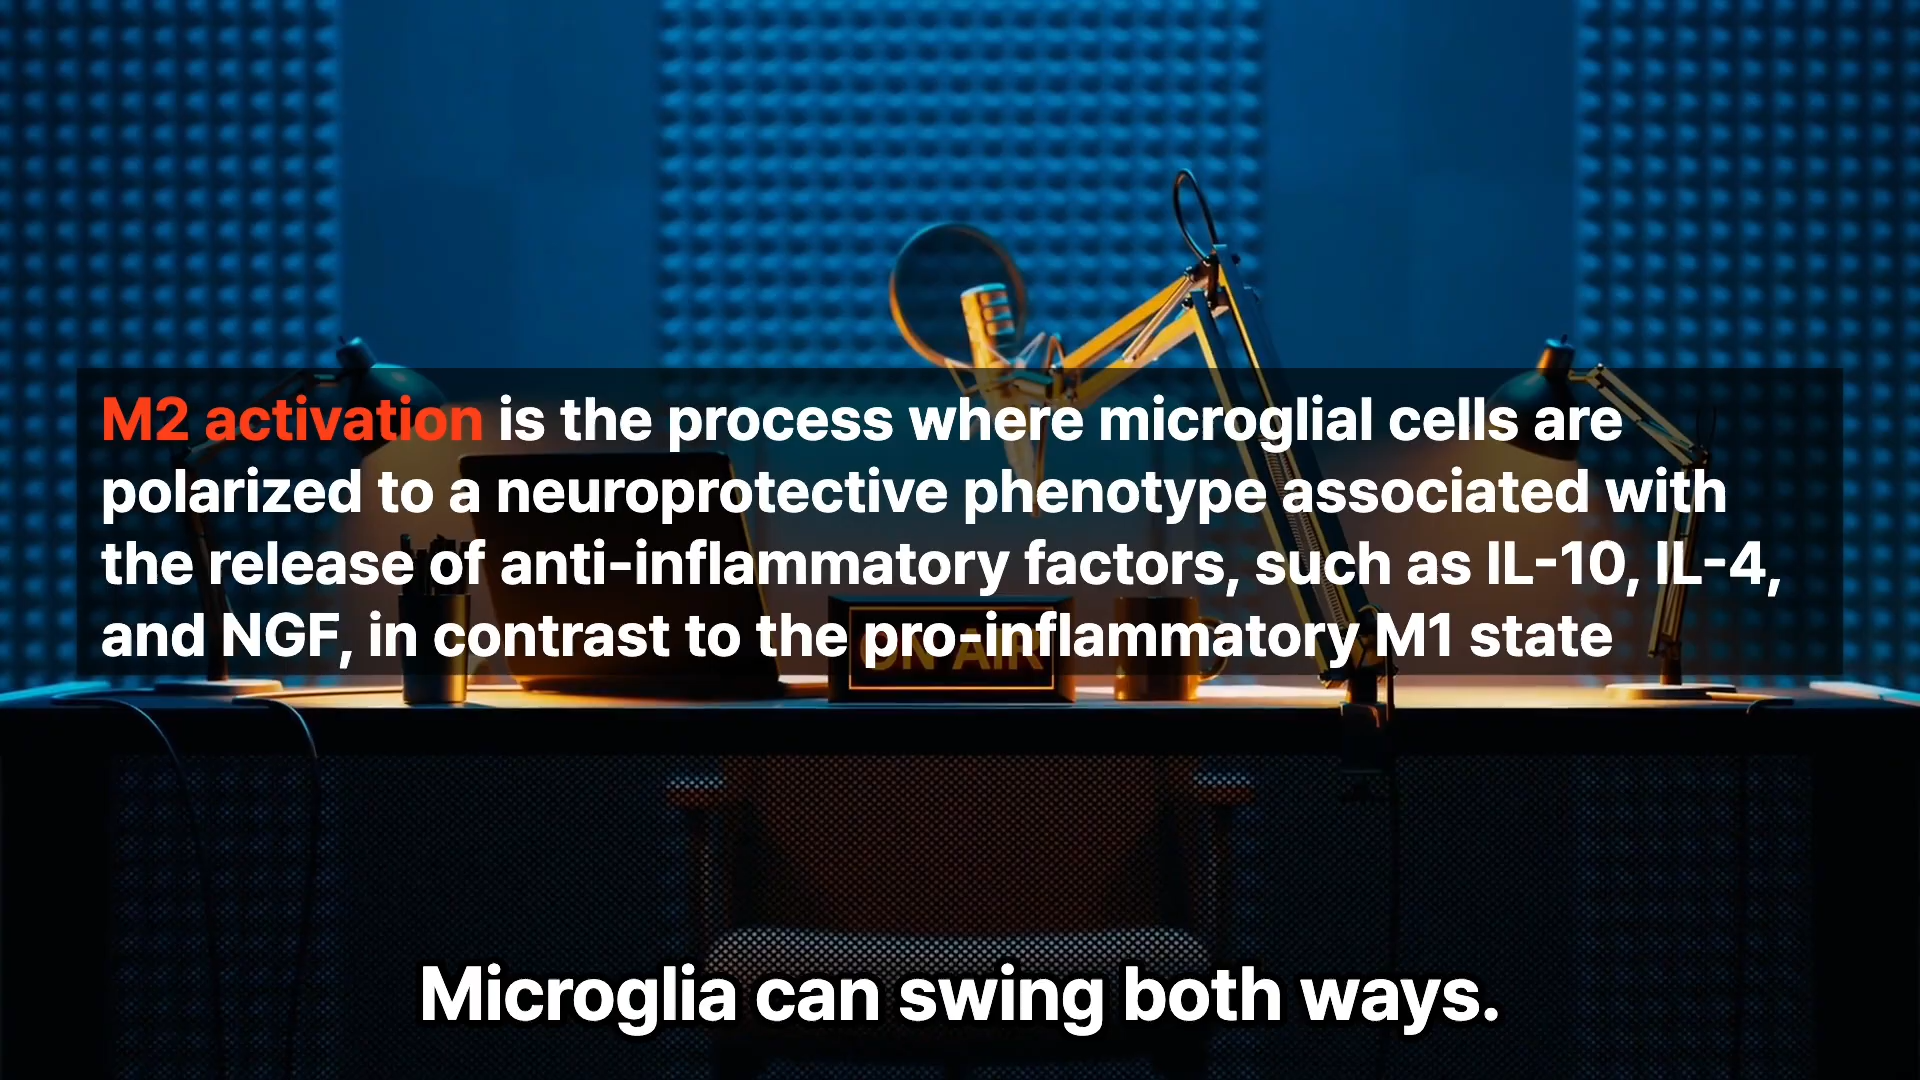 M2 activation is the process where microglial cells are
polarized to a neuroprotective phenotype associated with
the release of anti-inflammatory factors, such as IL-10, IL-4,
and NGF, in contrast to the pro-inflammatory M1 state
ON AIR
Microglia can swing both ways.